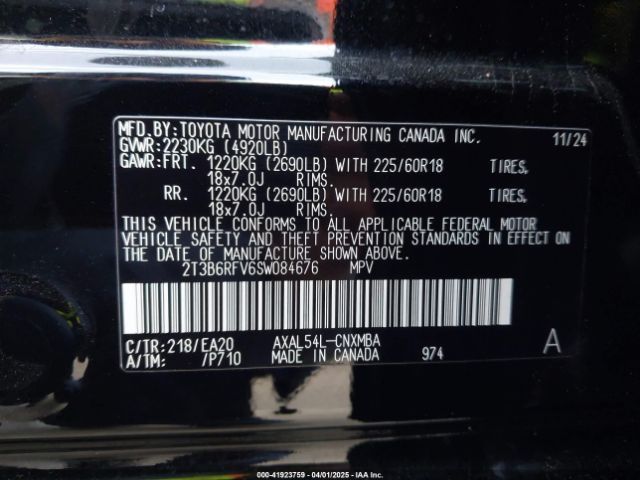 MFD.BY:TOYOTA MOTOR MANUFACTURING CANADA INC. 11/24
GVWR:2230KG (4920LB)
GAWR:FRT. 1220KG (2690LB) WITH 225/60R18 TIRES,
18x7.0J RIMS.
RR. 1220KG (2690LB) WITH 225/60R18 TIRES,
18x7.0J RIMS.
THIS VEHICLE CONFORMS TO ALL APPLICABLE FEDERAL MOTOR
VEHICLE SAFETY AND THEFT PREVENTION STANDARDS IN EFFECT ON
THE DATE OF MANUFACTURE SHOWN ABOVE.
2T3B6RFV6SW084676 MPV
C/TR:218/EA20 AXAL54L-CNXMBA
A/TM: /P710 MADE IN CANADA 974 A
000-41923759 - 04/01/2025 - IAA Inc.